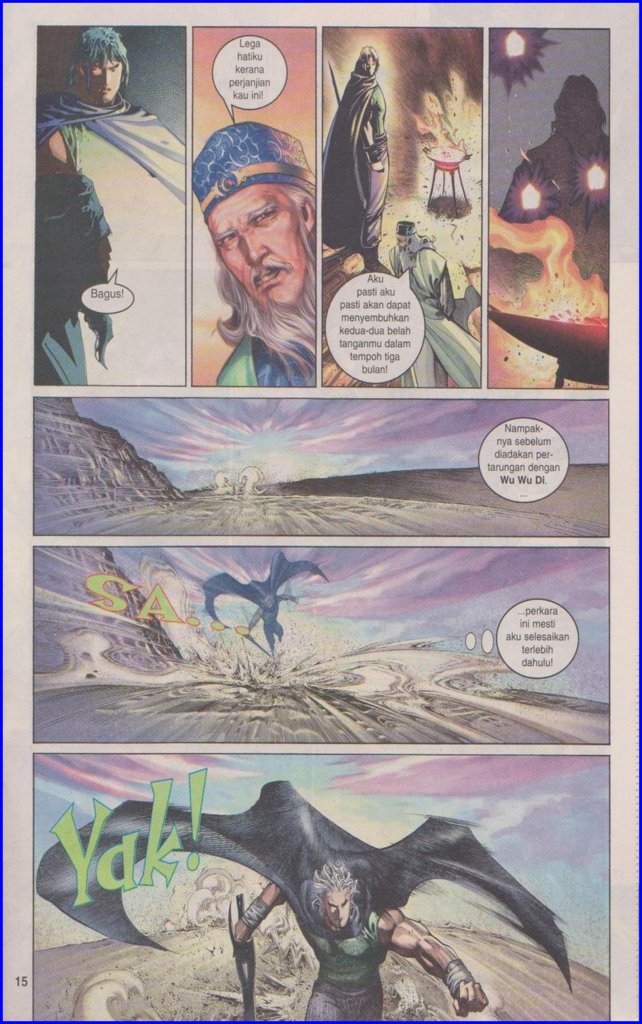 Bagus!
Lega
hatiku
kerana
perjanjian
kau ini!
Aku
pasti aku
pasti akan dapat
menyembuhkan
kedua-dua belah
tanganmu dalam
tempoh tiga
bulan!
Nampak-
nya sebelum
diadakan per-
tarungan dengan
Wu Wu Di.
...
SA...
...perkara
ini mesti
aku selesaikan
terlebih
dahulu!
Yak!
15